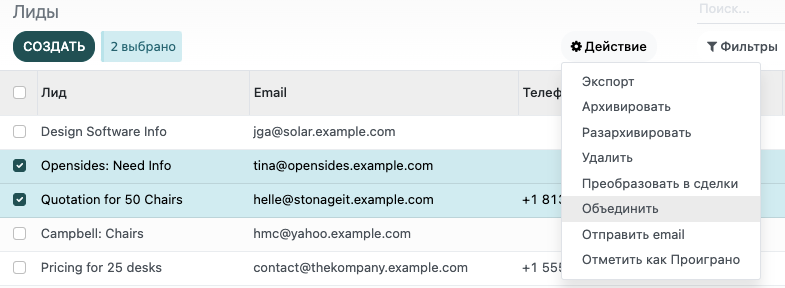 Лиды
Поиск...
СОЗДАТЬ
2 выбрано
Действие
Фильтры
Лид
Email
Телеф
Design Software Info
jga@solar.example.com
Opensides: Need Info
tina@opensides.example.com
Quotation for 50 Chairs
helle@stonageit.example.com
+1 813
Campbell: Chairs
hmc@yahoo.example.com
Pricing for 25 desks
contact@thekompany.example.com
+1 555
Экспорт
Архивировать
Разархивировать
Удалить
Преобразовать в сделки
Объединить
Отправить email
Отметить как Проиграно